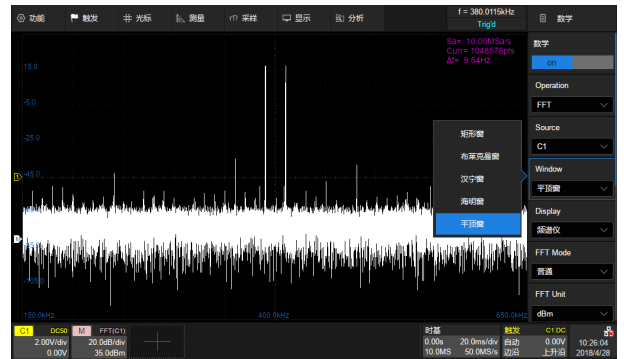 功能 触发 光标 测量 采样 显示 分析
f = 380.0115kHz
Trig'd
数学
Sa= 10.00MSa/s
Curr= 1048576pts
Δf= 9.54Hz
数学
on
Operation
FFT
Source
C1
Window
平顶窗
Display
频谱仪
FFT Mode
普通
FFT Unit
dBm
矩形窗
布莱克曼窗
汉宁窗
海明窗
平顶窗
15.0
-5.0
-25.0
-45.0
-105.0
150.0kHz 400.0kHz 650.0kHz
C1 DC50
2.00V/div
0.00V
M FFT(C1)
20.0dB/div
35.0dBm
时基
0.00s 20.0ms/div
10.0MS 50.0MS/s
触发 C1 DC
自动 0.00V
边沿 上升沿
10:26:04
2018/4/28